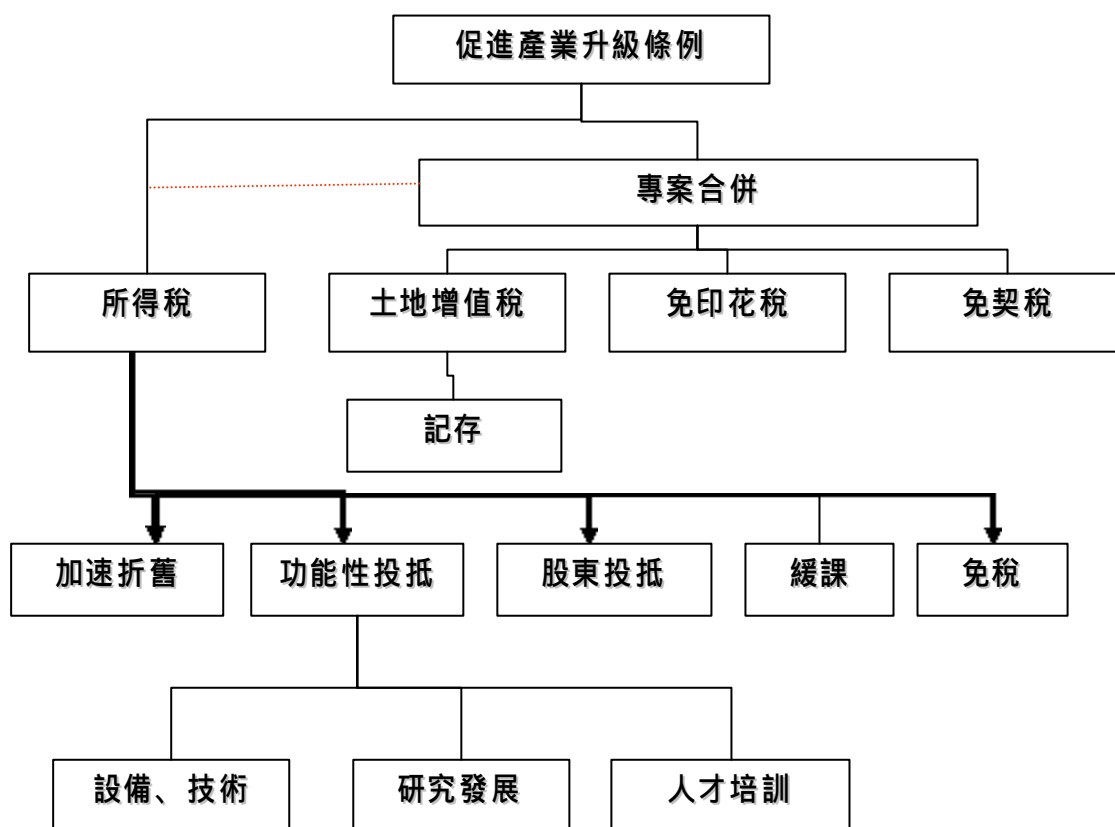 促進產業升級條例
專案合併
所得稅
土地增值稅
免印花稅
免契稅
記存
加速折舊
功能性投抵
股東投抵
緩課
免稅
設備、技術
研究發展
人才培訓